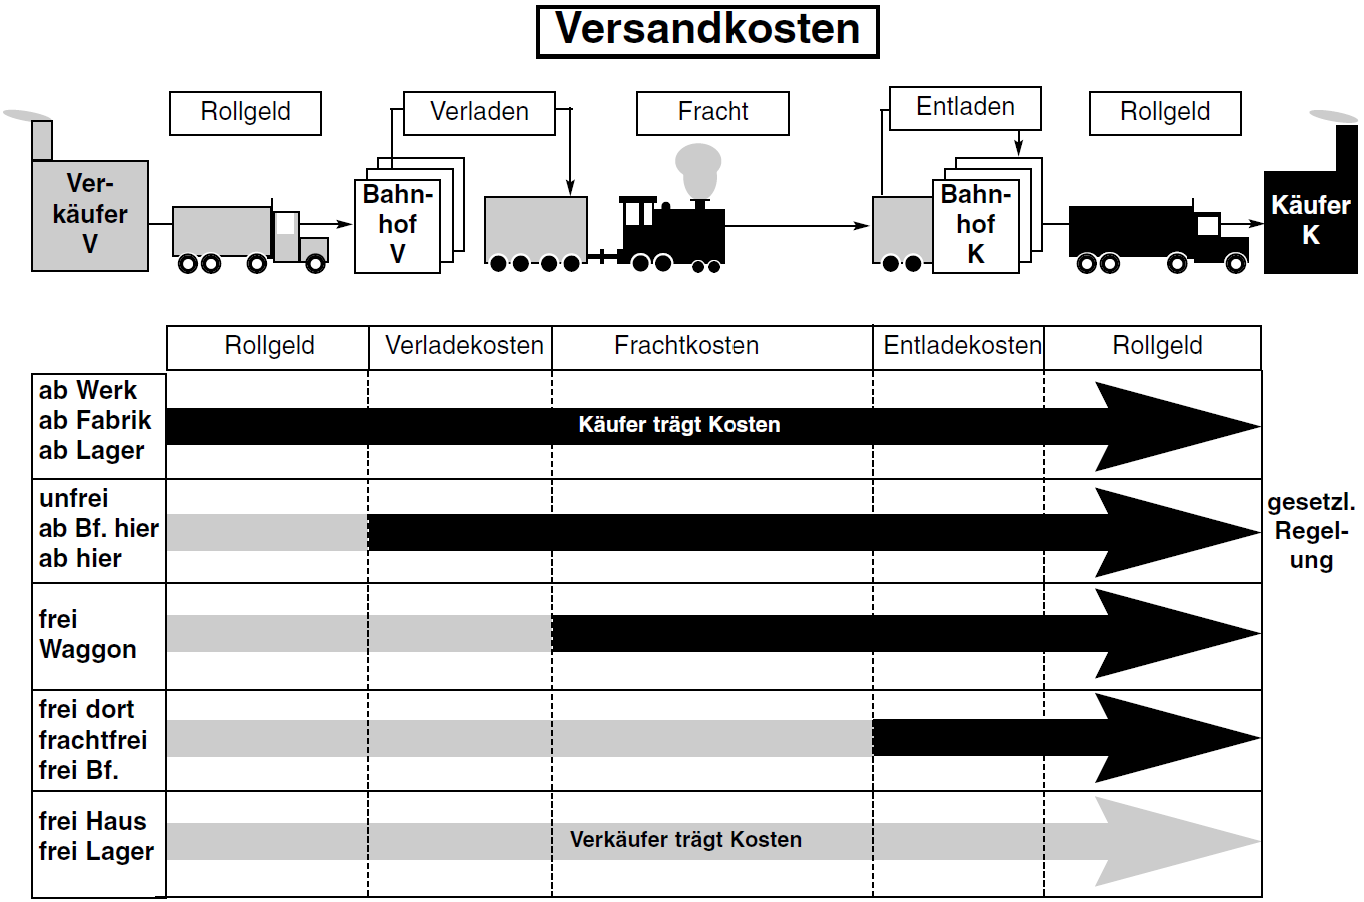 Versandkosten
Rollgeld
Verladen
Fracht
Entladen
Rollgeld
Ver-
käufer
V
Bahn-
hof
V
Bahn-
hof
K
Käufer
K
Rollgeld
Verladekosten
Frachtkosten
Entladekosten
Rollgeld
ab Werk
ab Fabrik
ab Lager
Käufer trägt Kosten
unfrei
ab Bf. hier
ab hier
gesetzl.
Regel-
ung
frei
Waggon
frei dort
frachtfrei
frei Bf.
frei Haus
frei Lager
Verkäufer trägt Kosten